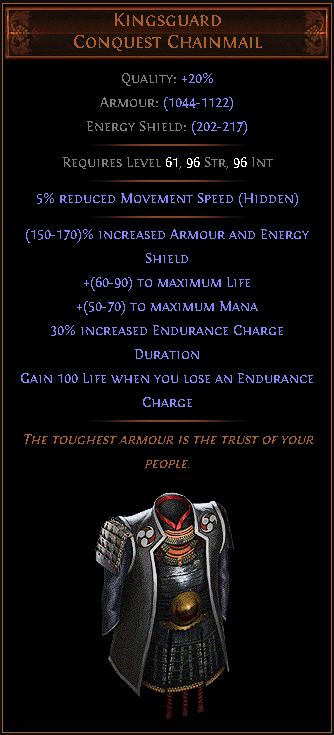 Kingsguard
Conquest Chainmail
Quality: +20%
Armour: (1044-1122)
Energy Shield: (202-217)
Requires Level 61, 96 Str, 96 Int
5% reduced Movement Speed (Hidden)
(150-170)% increased Armour and Energy
Shield
+(60-90) to maximum Life
+(50-70) to maximum Mana
30% increased Endurance Charge
Duration
Gain 100 Life when you lose an Endurance
Charge
The toughest armour is the trust of your
people.